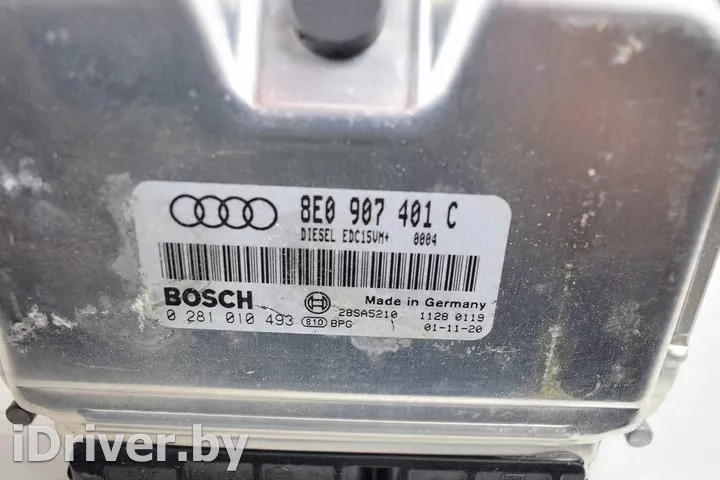 8E0 907 401 C
DIESEL EDC15VM+ 0004
BOSCH Made in Germany
0 281 010 493 810 BPG 28SA5210 1128 0119
01-11-20
iDriver.by